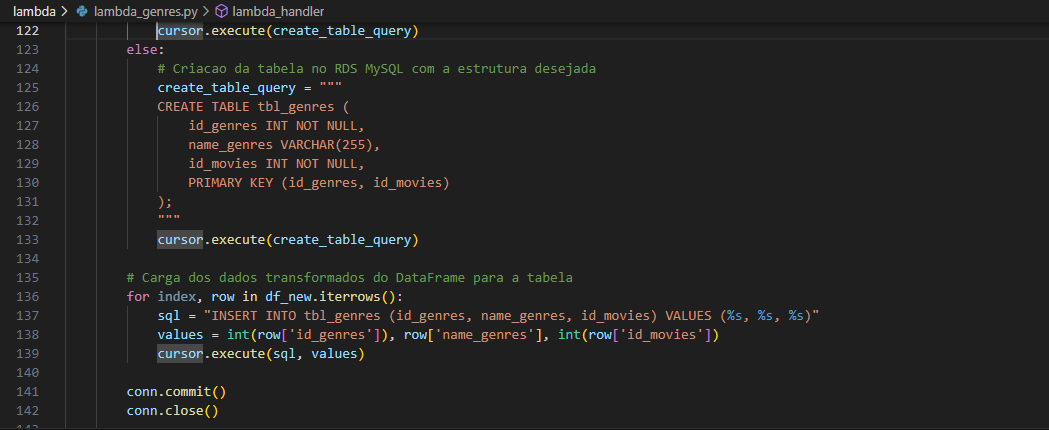 lambda > lambda_genres.py > lambda_handler
122 cursor.execute(create_table_query)
123 else:
124 # Criacao da tabela no RDS MySQL com a estrutura desejada
125 create_table_query = """
126 CREATE TABLE tbl_genres (
127 id_genres INT NOT NULL,
128 name_genres VARCHAR(255),
129 id_movies INT NOT NULL,
130 PRIMARY KEY (id_genres, id_movies)
131 );
132 """
133 cursor.execute(create_table_query)
134
135 # Carga dos dados transformados do DataFrame para a tabela
136 for index, row in df_new.iterrows():
137 sql = "INSERT INTO tbl_genres (id_genres, name_genres, id_movies) VALUES (%s, %s, %s)"
138 values = int(row['id_genres']), row['name_genres'], int(row['id_movies'])
139 cursor.execute(sql, values)
140
141 conn.commit()
142 conn.close()